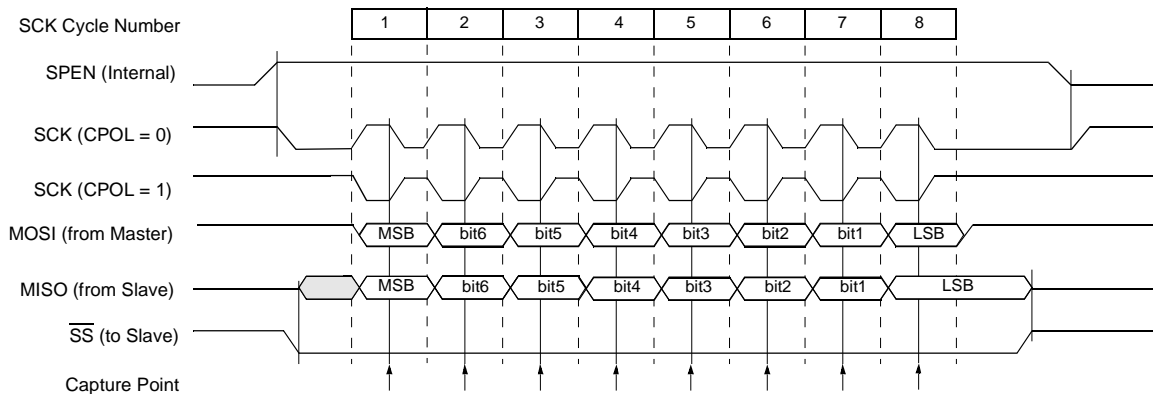 SCK Cycle Number 1 2 3 4 5 6 7 8
SPEN (Internal)
SCK (CPOL = 0)
SCK (CPOL = 1)
MOSI (from Master) MSB bit6 bit5 bit4 bit3 bit2 bit1 LSB
MISO (from Slave) MSB bit6 bit5 bit4 bit3 bit2 bit1 LSB
SS (to Slave)
Capture Point